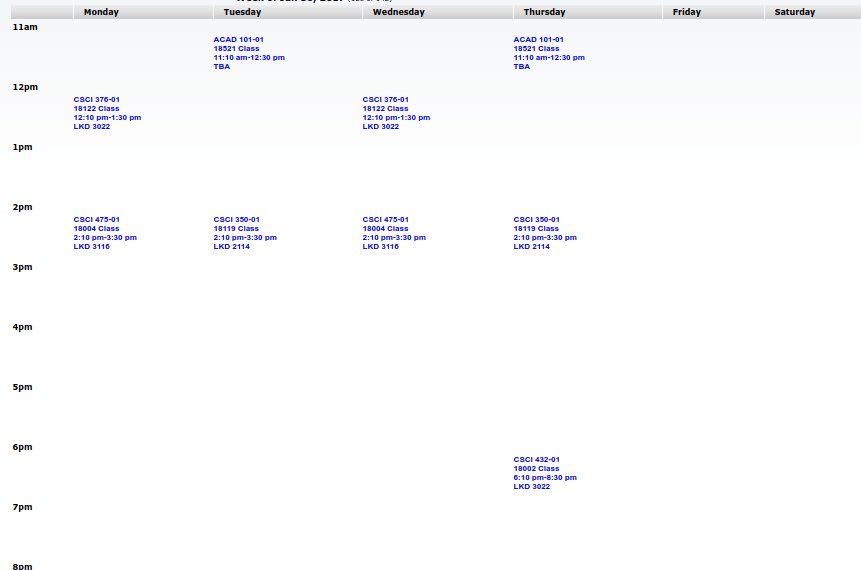 Monday Tuesday Wednesday Thursday Friday Saturday
11am
ACAD 101-01
18521 Class
11:10 am-12:30 pm
TBA
ACAD 101-01
18521 Class
11:10 am-12:30 pm
TBA
12pm
CSCI 376-01
18122 Class
12:10 pm-1:30 pm
LKD 3022
CSCI 376-01
18122 Class
12:10 pm-1:30 pm
LKD 3022
1pm
2pm
CSCI 475-01
18004 Class
2:10 pm-3:30 pm
LKD 3116
CSCI 350-01
18119 Class
2:10 pm-3:30 pm
LKD 2114
CSCI 475-01
18004 Class
2:10 pm-3:30 pm
LKD 3116
CSCI 350-01
18119 Class
2:10 pm-3:30 pm
LKD 2114
3pm
4pm
5pm
6pm
CSCI 432-01
18002 Class
6:10 pm-8:30 pm
LKD 3022
7pm
8pm